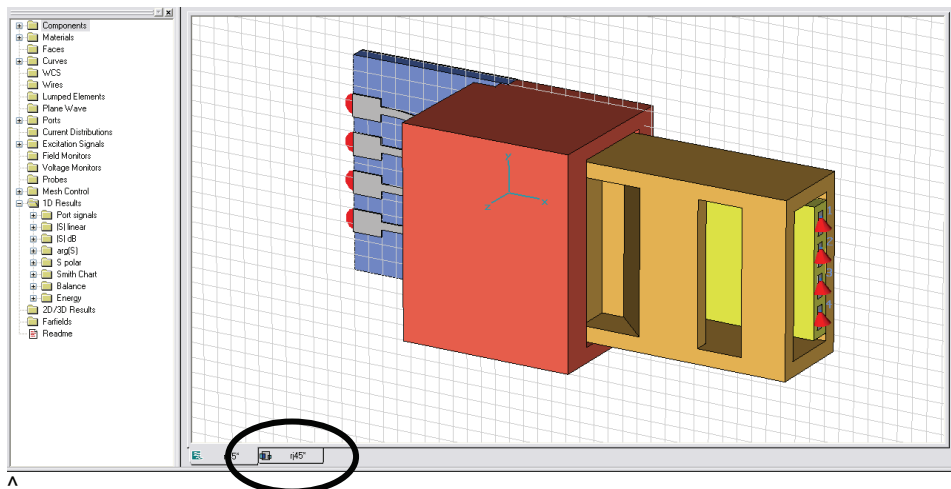 Components
Materials
Faces
Curves
WCS
Wires
Lumped Elements
Plane Wave
Ports
Current Distributions
Excitation Signals
Field Monitors
Voltage Monitors
Probes
Mesh Control
1D Results
Port signals
|S| linear
|S| dB
arg(S)
S polar
Smith Chart
Balance
Energy
2D/3D Results
Farfields
Readme
y
x
rj45*
^